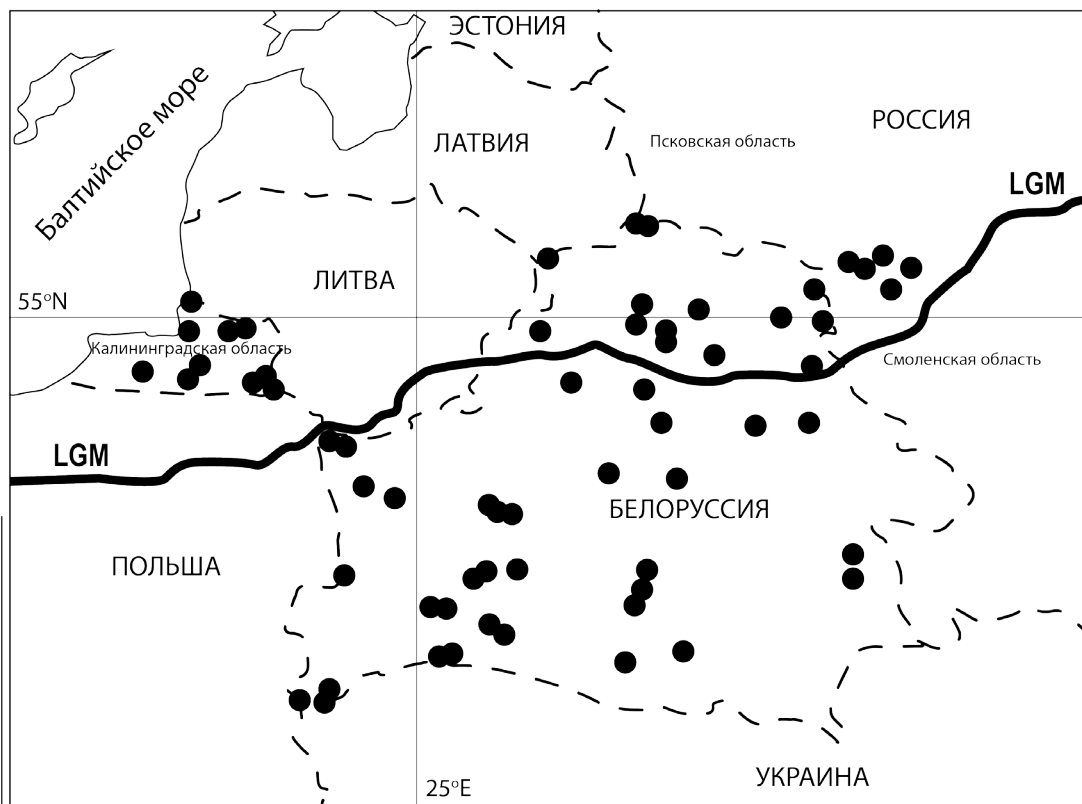 ЭСТОНИЯ
Балтийское море
РОССИЯ
ЛАТВИЯ
Псковская область
LGM
ЛИТВА
55°N
Калининградская область
Смоленская область
LGM
БЕЛОРУССИЯ
ПОЛЬША
УКРАИНА
25°E